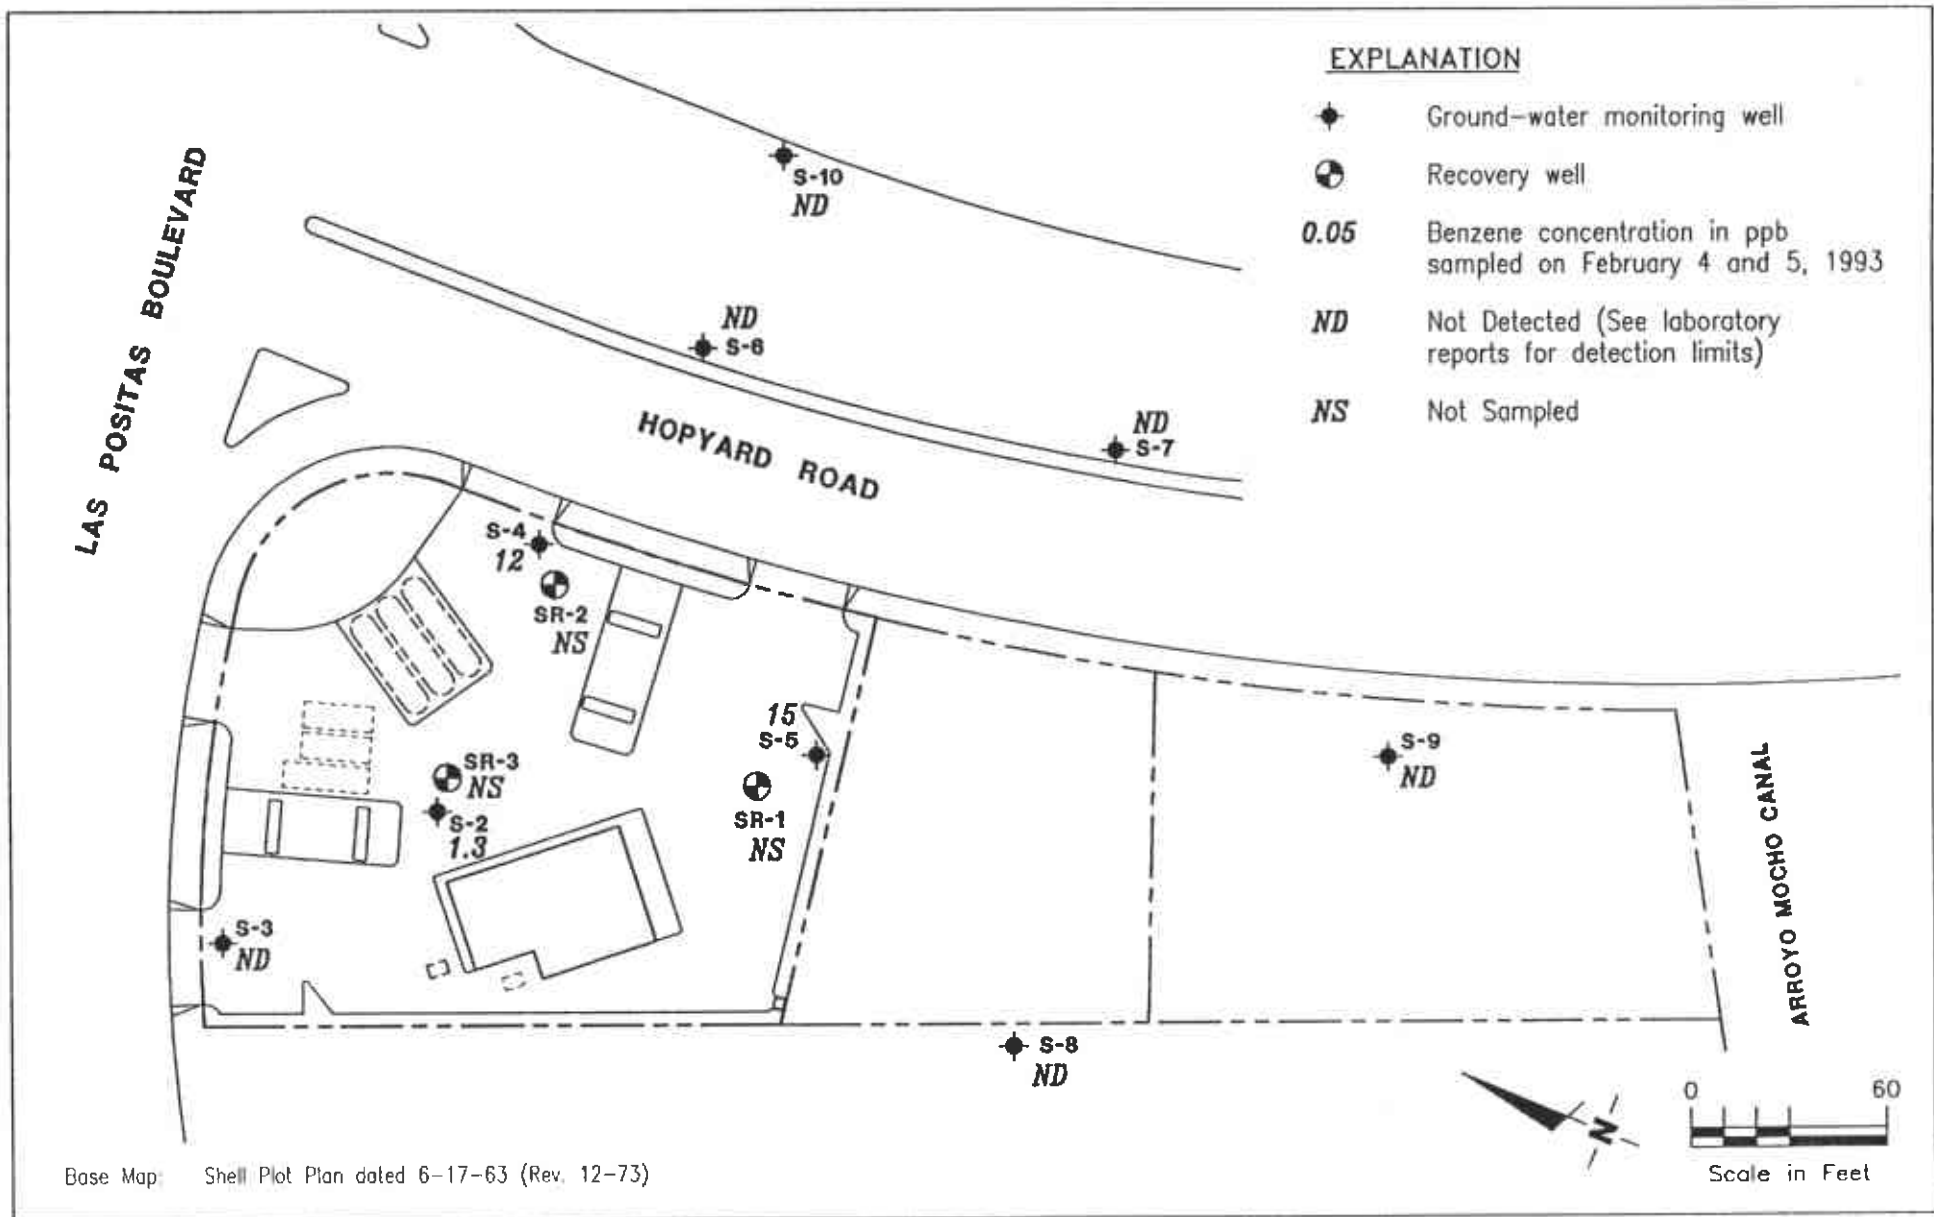 EXPLANATION
Ground-water monitoring well
Recovery well
0.05 Benzene concentration in ppb
sampled on February 4 and 5, 1993
ND Not Detected (See laboratory
reports for detection limits)
NS Not Sampled
S-10
ND
LAS POSITAS BOULEVARD
ND
S-6
HOPYARD ROAD
ND
S-7
S-4
12
SR-2
NS
15
S-5
SR-3
NS
S-2
1.3
SR-1
NS
S-9
ND
ARROYO MOCHO CANAL
S-3
ND
S-8
ND
N
0 60
Scale in Feet
Base Map: Shell Plot Plan dated 6-17-63 (Rev. 12-73)